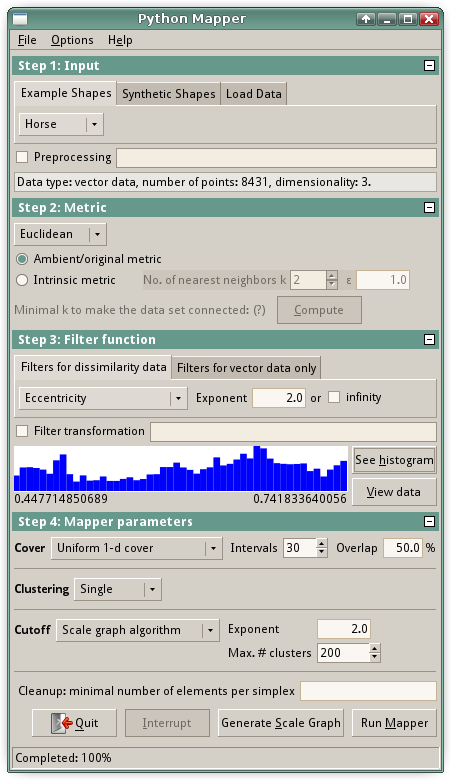 Python Mapper
File Options Help
Step 1: Input
Example Shapes Synthetic Shapes Load Data
Horse
Preprocessing
Data type: vector data, number of points: 8431, dimensionality: 3.
Step 2: Metric
Euclidean
Ambient/original metric
Intrinsic metric No. of nearest neighbors k 2 ε 1.0
Minimal k to make the data set connected: (?) Compute
Step 3: Filter function
Filters for dissimilarity data Filters for vector data only
Eccentricity Exponent 2.0 or infinity
Filter transformation
See histogram
0.447714850689 0.741833640056 View data
Step 4: Mapper parameters
Cover Uniform 1-d cover Intervals 30 Overlap 50.0 %
Clustering Single
Cutoff Scale graph algorithm Exponent 2.0
Max. # clusters 200
Cleanup: minimal number of elements per simplex
Quit Interrupt Generate Scale Graph Run Mapper
Completed: 100%